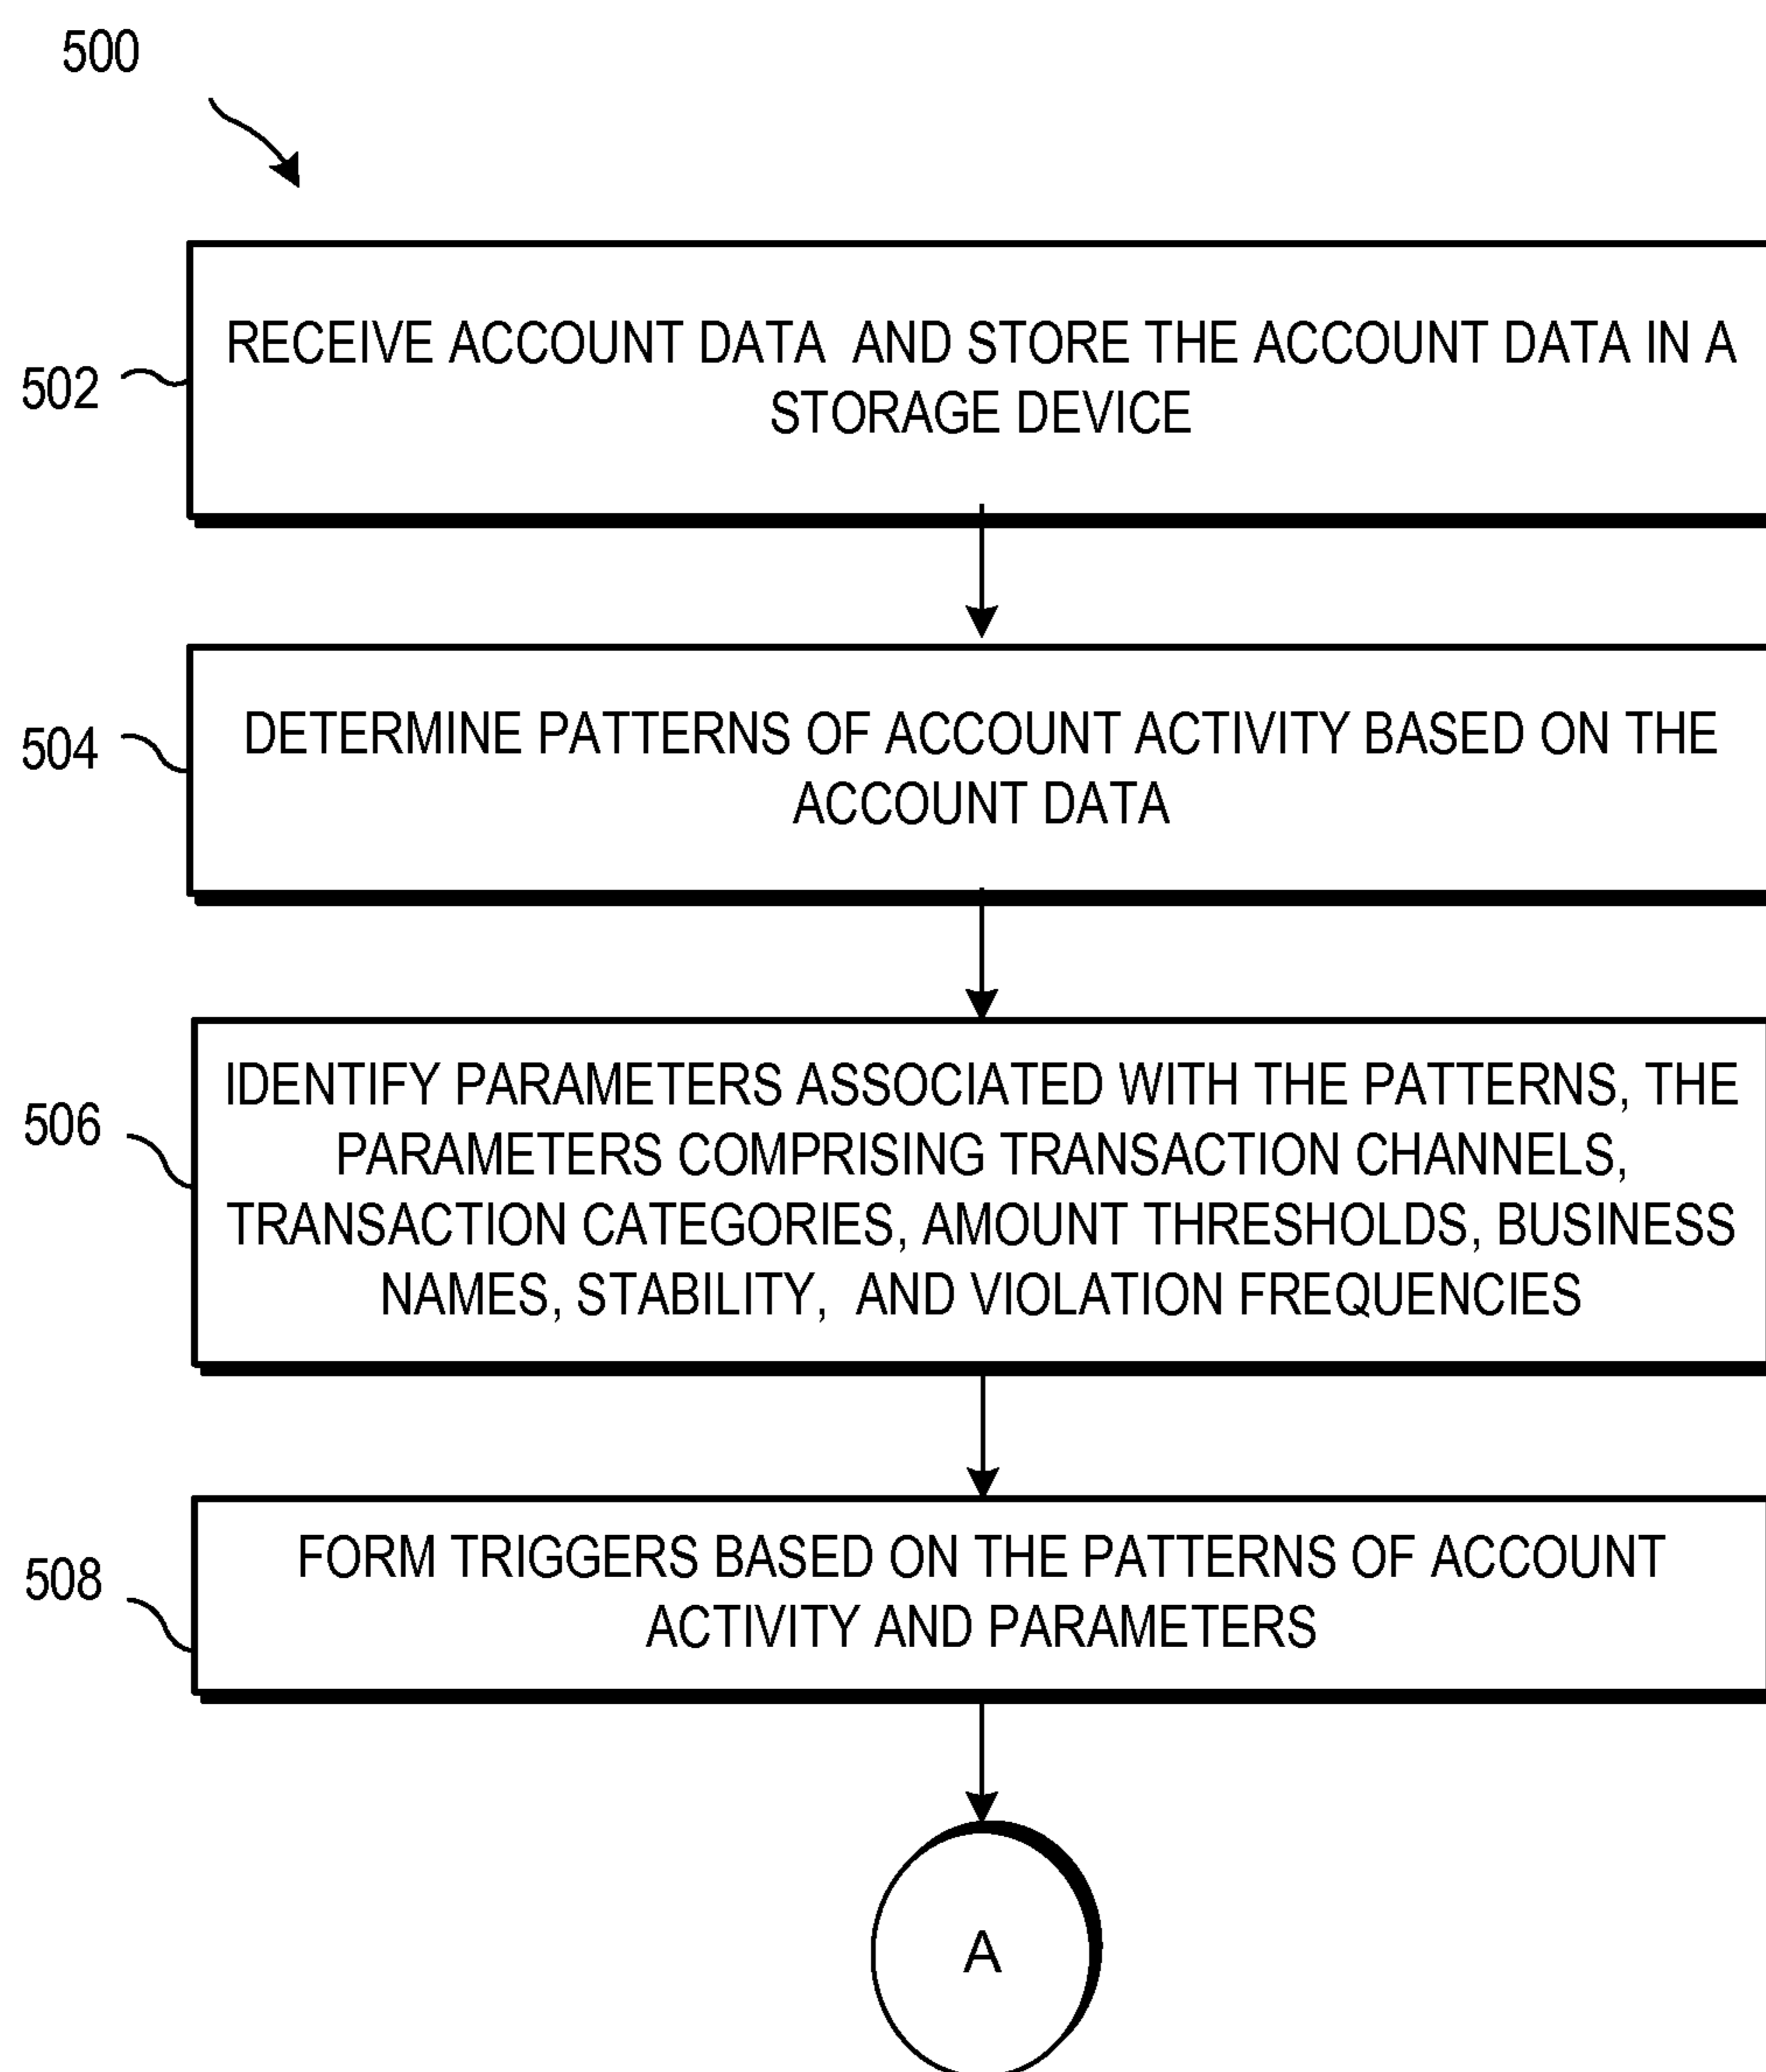 500
502
RECEIVE ACCOUNT DATA AND STORE THE ACCOUNT DATA IN A
STORAGE DEVICE
504
DETERMINE PATTERNS OF ACCOUNT ACTIVITY BASED ON THE
ACCOUNT DATA
506
IDENTIFY PARAMETERS ASSOCIATED WITH THE PATTERNS, THE
PARAMETERS COMPRISING TRANSACTION CHANNELS,
TRANSACTION CATEGORIES, AMOUNT THRESHOLDS, BUSINESS
NAMES, STABILITY, AND VIOLATION FREQUENCIES
508
FORM TRIGGERS BASED ON THE PATTERNS OF ACCOUNT
ACTIVITY AND PARAMETERS
A